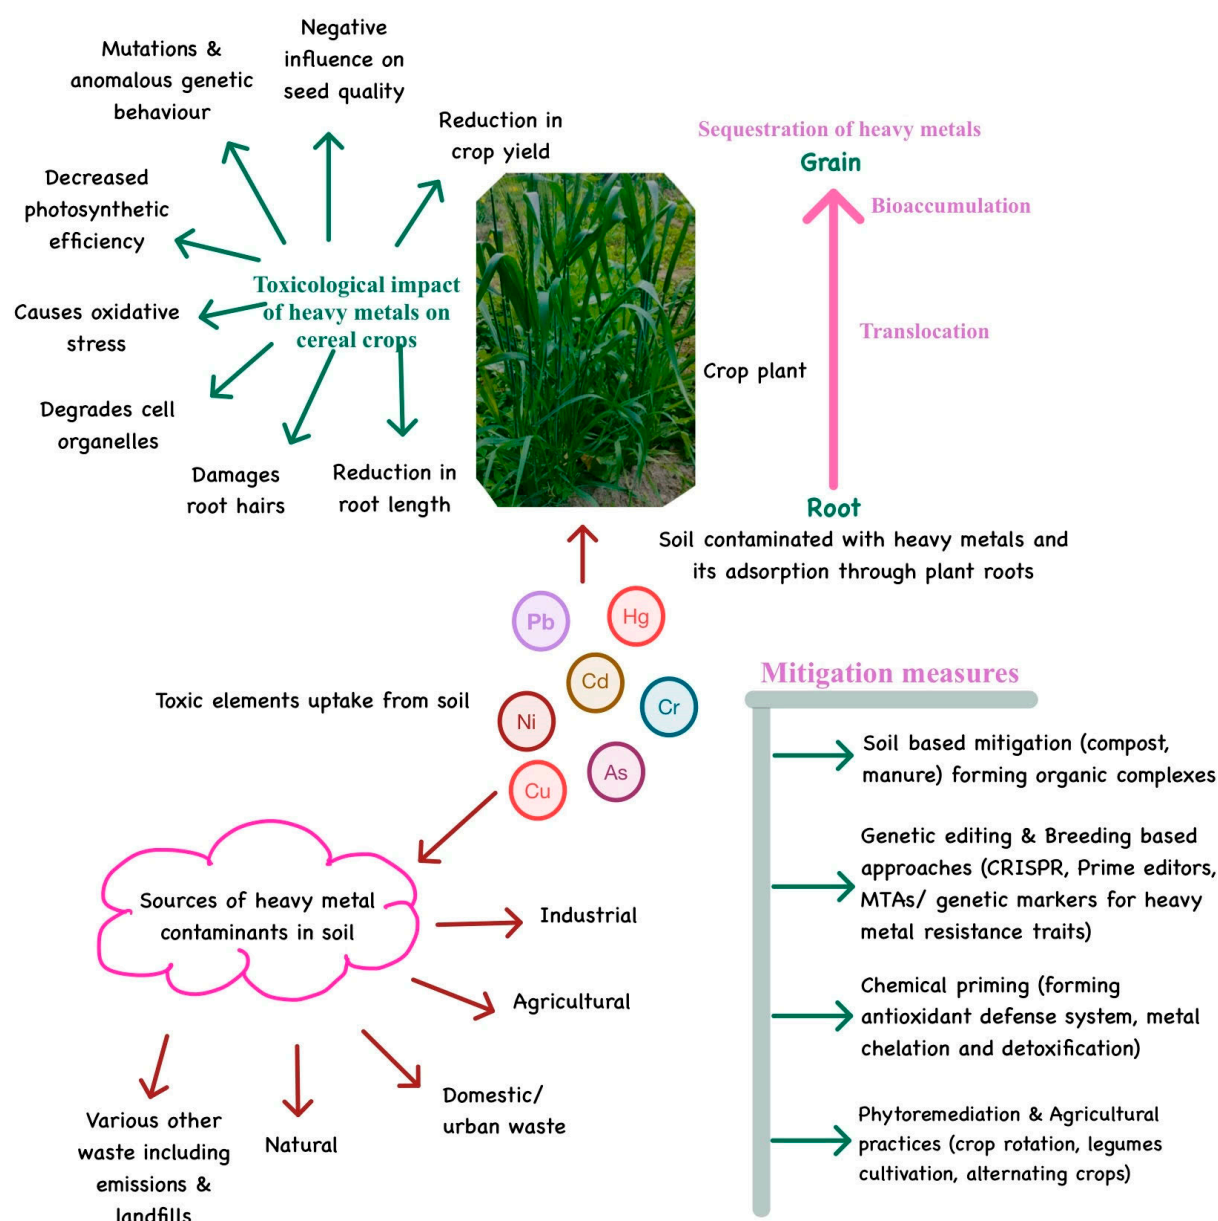 Negative
influence on
seed quality
Mutations &
anomalous genetic
behaviour
Reduction in
crop yield
Decreased
photosynthetic
efficiency
Toxicological impact
of heavy metals on
cereal crops
Causes oxidative
stress
Degrades cell
organelles
Damages
root hairs
Reduction in
root length
Sequestration of heavy metals
Grain
Bioaccumulation
Translocation
Crop plant
Root
Soil contaminated with heavy metals and
its adsorption through plant roots
Pb
Hg
Cd
Cr
Ni
As
Cu
Toxic elements uptake from soil
Sources of heavy metal
contaminants in soil
Industrial
Agricultural
Domestic/
urban waste
Natural
Various other
waste including
emissions &
landfills
Mitigation measures
Soil based mitigation (compost,
manure) forming organic complexes
Genetic editing & Breeding based
approaches (CRISPR, Prime editors,
MTAs/ genetic markers for heavy
metal resistance traits)
Chemical priming (forming
antioxidant defense system, metal
chelation and detoxification)
Phytoremediation & Agricultural
practices (crop rotation, legumes
cultivation, alternating crops)